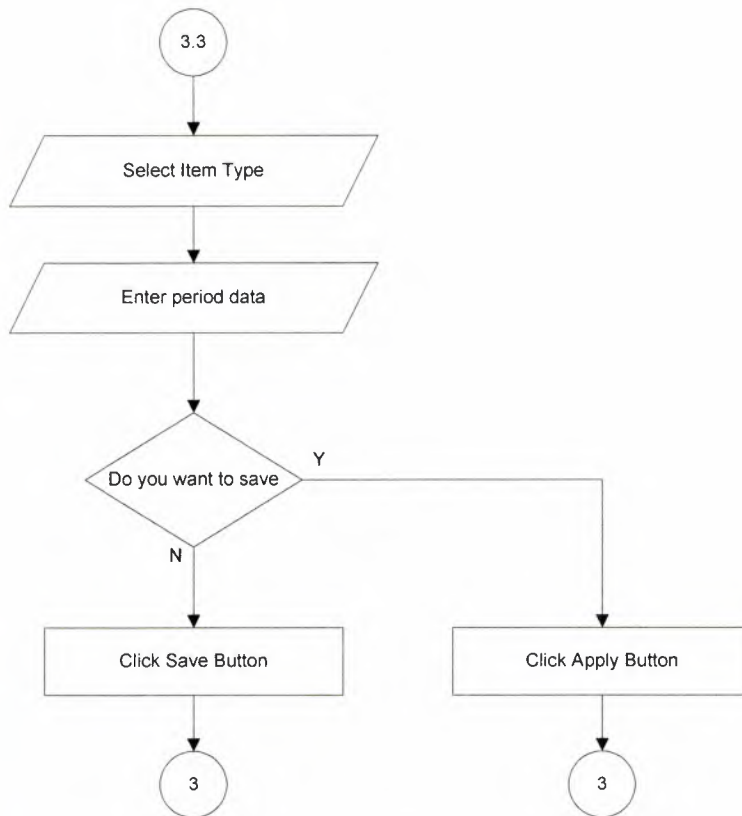 3.3
Select Item Type
Enter period data
Do you want to save
Y
N
Click Save Button
Click Apply Button
3
3